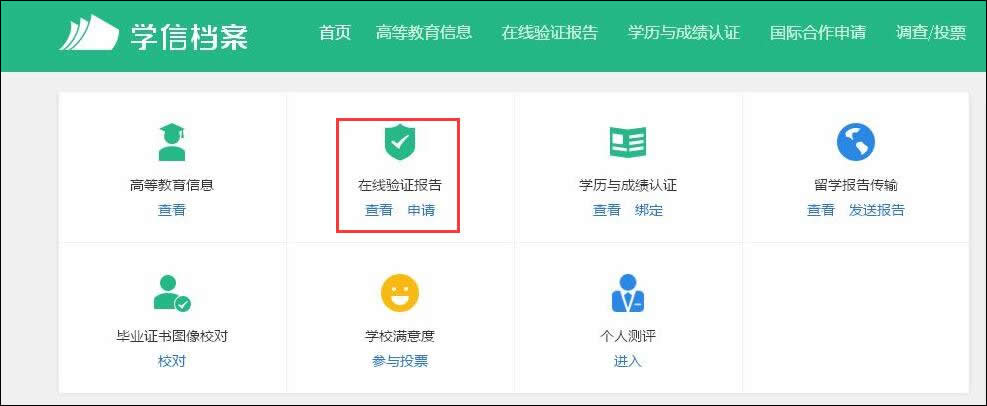 学信档案
首页 高等教育信息 在线验证报告 学历与成绩认证 国际合作申请 调查/投票
高等教育信息
查看
在线验证报告
查看 申请
学历与成绩认证
查看 绑定
留学报告传输
查看 发送报告
毕业证书图像校对
校对
学校满意度
参与投票
个人测评
进入